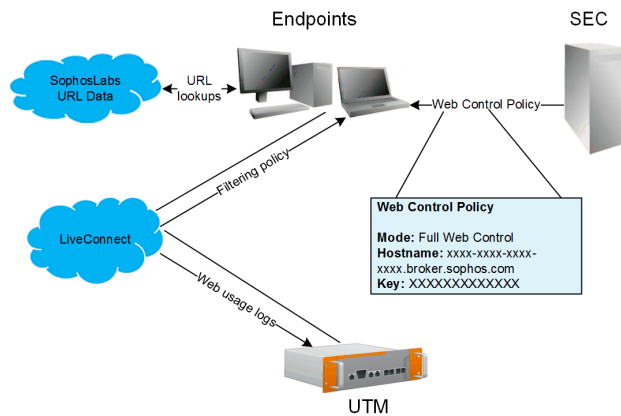 Endpoints
SEC
SophosLabs
URL Data
URL
lookups
Web Control Policy
Filtering policy
Web Control Policy
Mode: Full Web Control
Hostname: xxxx-xxxx-xxxx-
xxxx.broker.sophos.com
Key: XXXXXXXXXXXXX
LiveConnect
Web usage logs
UTM